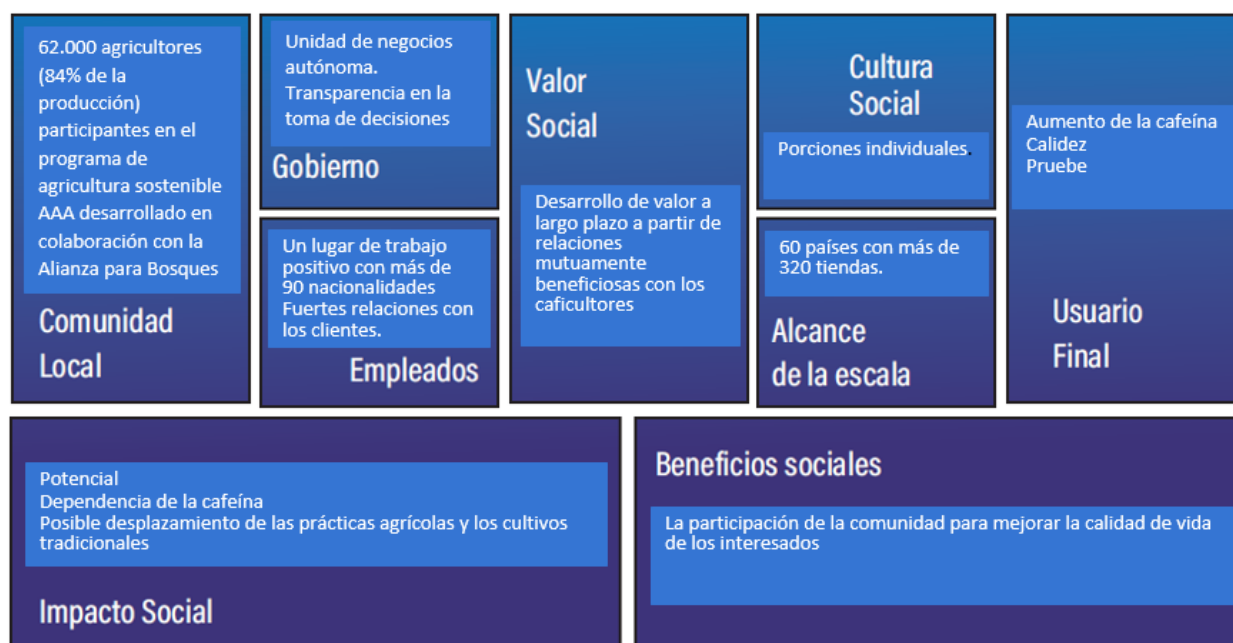 62.000 agricultores
(84% de la
producción)
participantes en el
programa de
agricultura sostenible
AAA desarrollado en
colaboración con la
Alianza para Bosques
Comunidad
Local
Unidad de negocios
autónoma.
Transparencia en la
toma de decisiones
Gobierno
Un lugar de trabajo
positivo con más de
90 nacionalidades
Fuertes relaciones con
los clientes.
Empleados
Valor
Social
Desarrollo de valor a
largo plazo a partir de
relaciones
mutuamente
beneficiosas con los
caficultores
Cultura
Social
Porciones individuales.
60 países con más de
320 tiendas.
Alcance
de la escala
Aumento de la cafeína
Calidez
Pruebe
Usuario
Final
Potencial
Dependencia de la cafeína
Posible desplazamiento de las prácticas agrícolas y los cultivos
tradicionales
Impacto Social
Beneficios sociales
La participación de la comunidad para mejorar la calidad de vida
de los interesados